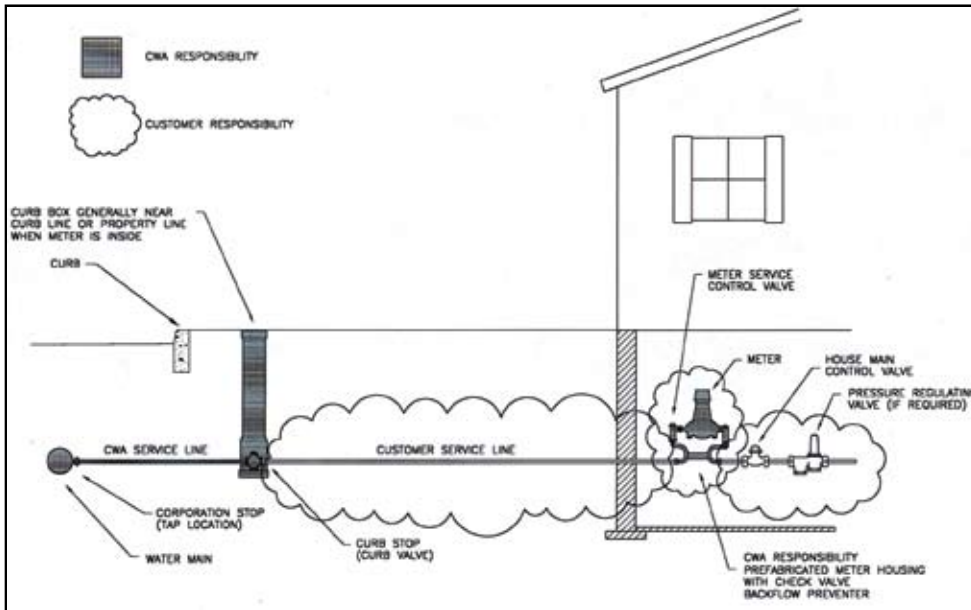 CWA RESPONSIBILITY
CUSTOMER RESPONSIBILITY
CURB BOX GENERALLY NEAR
CURB LINE OR PROPERTY LINE
WHEN METER IS INSIDE
CURB
METER SERVICE
CONTROL VALVE
METER
HOUSE MAIN
CONTROL VALVE
PRESSURE REGULATING
VALVE (IF REQUIRED)
CWA SERVICE LINE
CUSTOMER SERVICE LINE
CORPORATION STOP
(TAP LOCATION)
WATER MAIN
CURB STOP
(CURB VALVE)
CWA RESPONSIBILITY
PREFABRICATED METER HOUSING
WITH CHECK VALVE
BACKFLOW PREVENTER